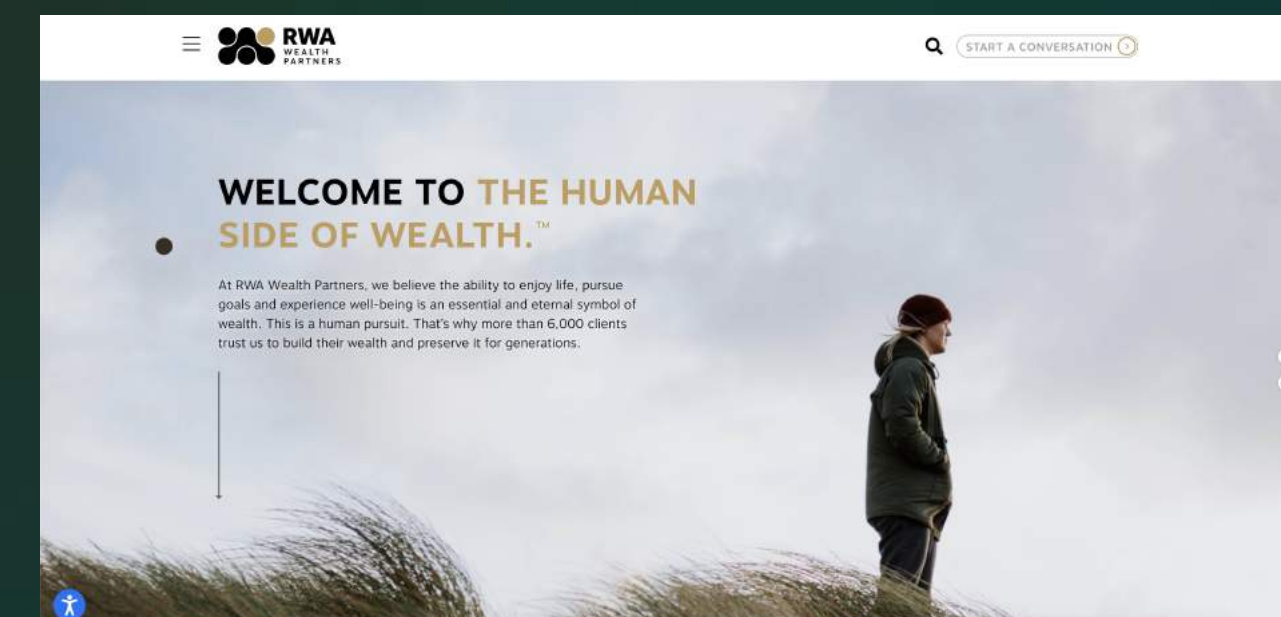 RWA
WEALTH
PARTNERS
START A CONVERSATION
WELCOME TO THE HUMAN
SIDE OF WEALTH.™
At RWA Wealth Partners, we believe the ability to enjoy life, pursue
goals and experience well-being is an essential and eternal symbol of
wealth. This is a human pursuit. That's why more than 6,000 clients
trust us to build their wealth and preserve it for generations.